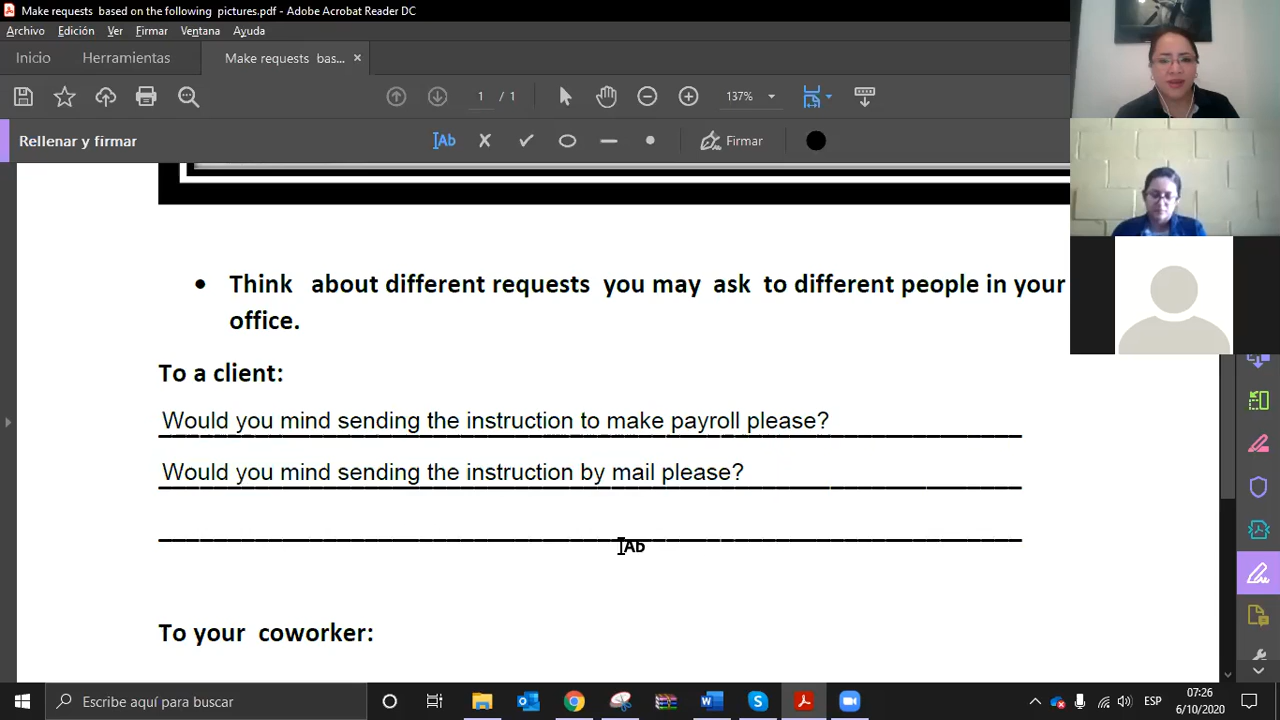 Make requests  based on the following  pictures.pdf - Adobe Acrobat Reader DC
Archivo Edición Ver Firmar Ventana Ayuda
Inicio Herramientas Make requests bas... ×
1 / 1 137%
Rellenar y firmar Ab Firmar
• Think about different requests you may ask to different people in your
office.
To a client:
Would you mind sending the instruction to make payroll please?
Would you mind sending the instruction by mail please?
Ab
To your coworker:
Escribe aquí para buscar
ESP
07:26
6/10/2020